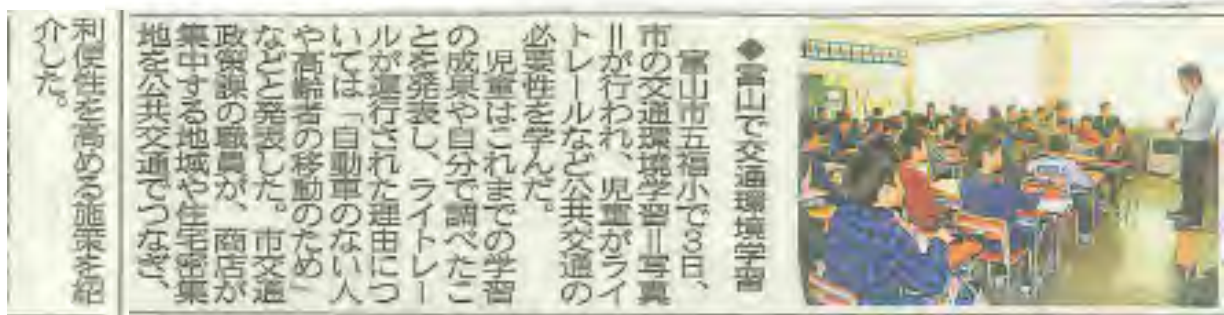 ◆富山で交通環境学習
富山市五福小で3日、
市の交通環境学習=写真
=が行われ、児童がライ
トレールなど公共交通の
必要性を学んだ。
児童はこれまでの学習
の成果や自分で調べたこ
とを発表し、ライトレー
ルが運行された理由につ
いては「自動車のない人
や高齢者の移動のため」
などと発表した。市交通
政策課の職員が、商店が
集中する地域や住宅密集
地を公共交通でつなぎ、
利便性を高める施策を紹
介した。